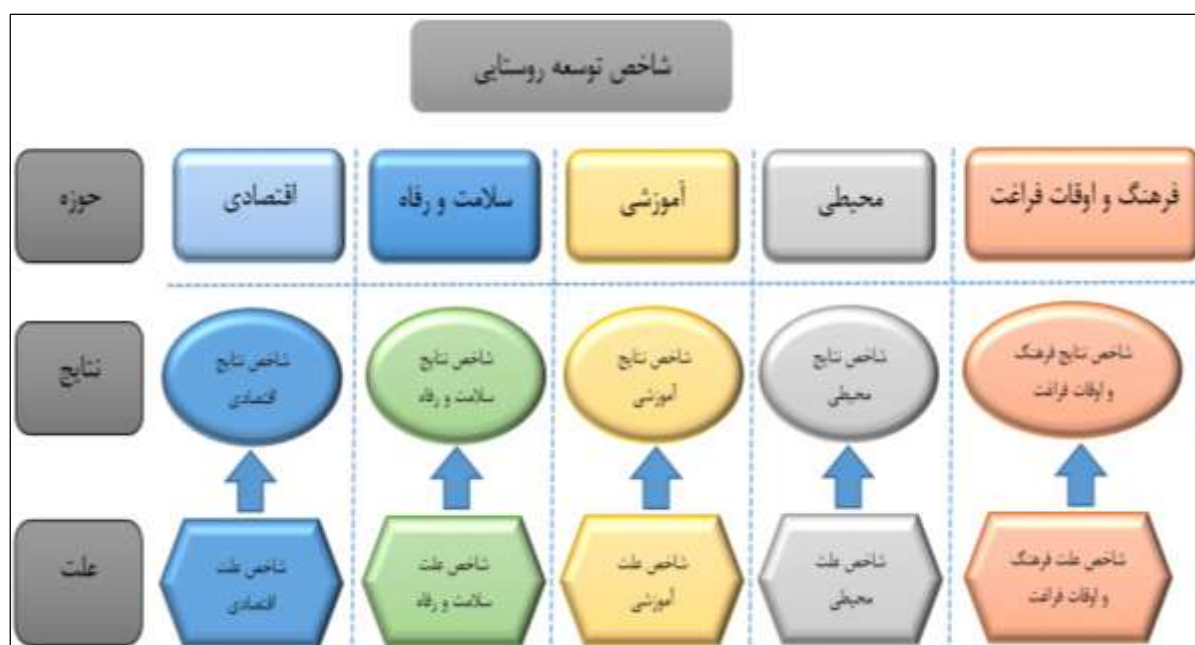 شاخص توسعه روستایی
حوزه
اقتصادی
سلامت و رفاه
آموزشی
محیطی
فرهنگ و اوقات فراغت
نتایج
شاخص نتایج
اقتصادی
شاخص نتایج
سلامت و رفاه
شاخص نتایج
آموزشی
شاخص نتایج
محیطی
شاخص نتایج فرهنگ
و اوقات فراغت
علت
شاخص علت
اقتصادی
شاخص علت
سلامت و رفاه
شاخص علت
آموزشی
شاخص علت
محیطی
شاخص علت فرهنگ
و اوقات فراغت